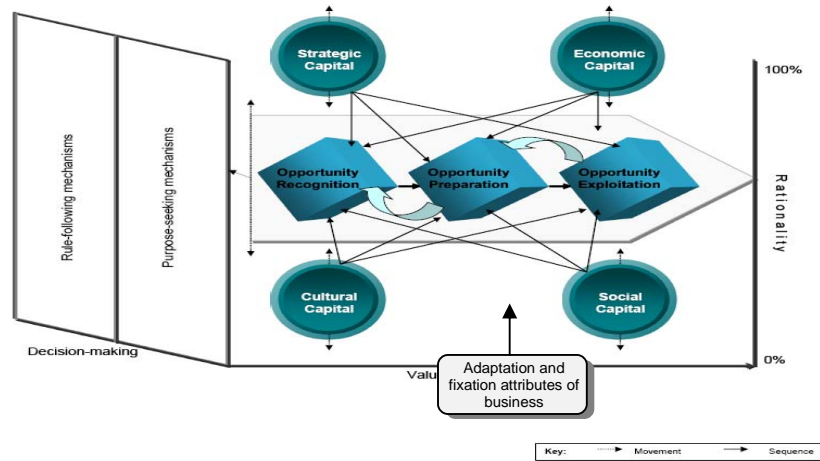 Strategic
Capital
Economic
Capital
100%
Rule-following mechanisms
Purpose-seeking mechanisms
Opportunity
Recognition
Opportunity
Preparation
Opportunity
Exploitation
Rationality
Cultural
Capital
Social
Capital
Decision-making
0%
Valu
Adaptation and
fixation attributes of
business
Key: Movement Sequence